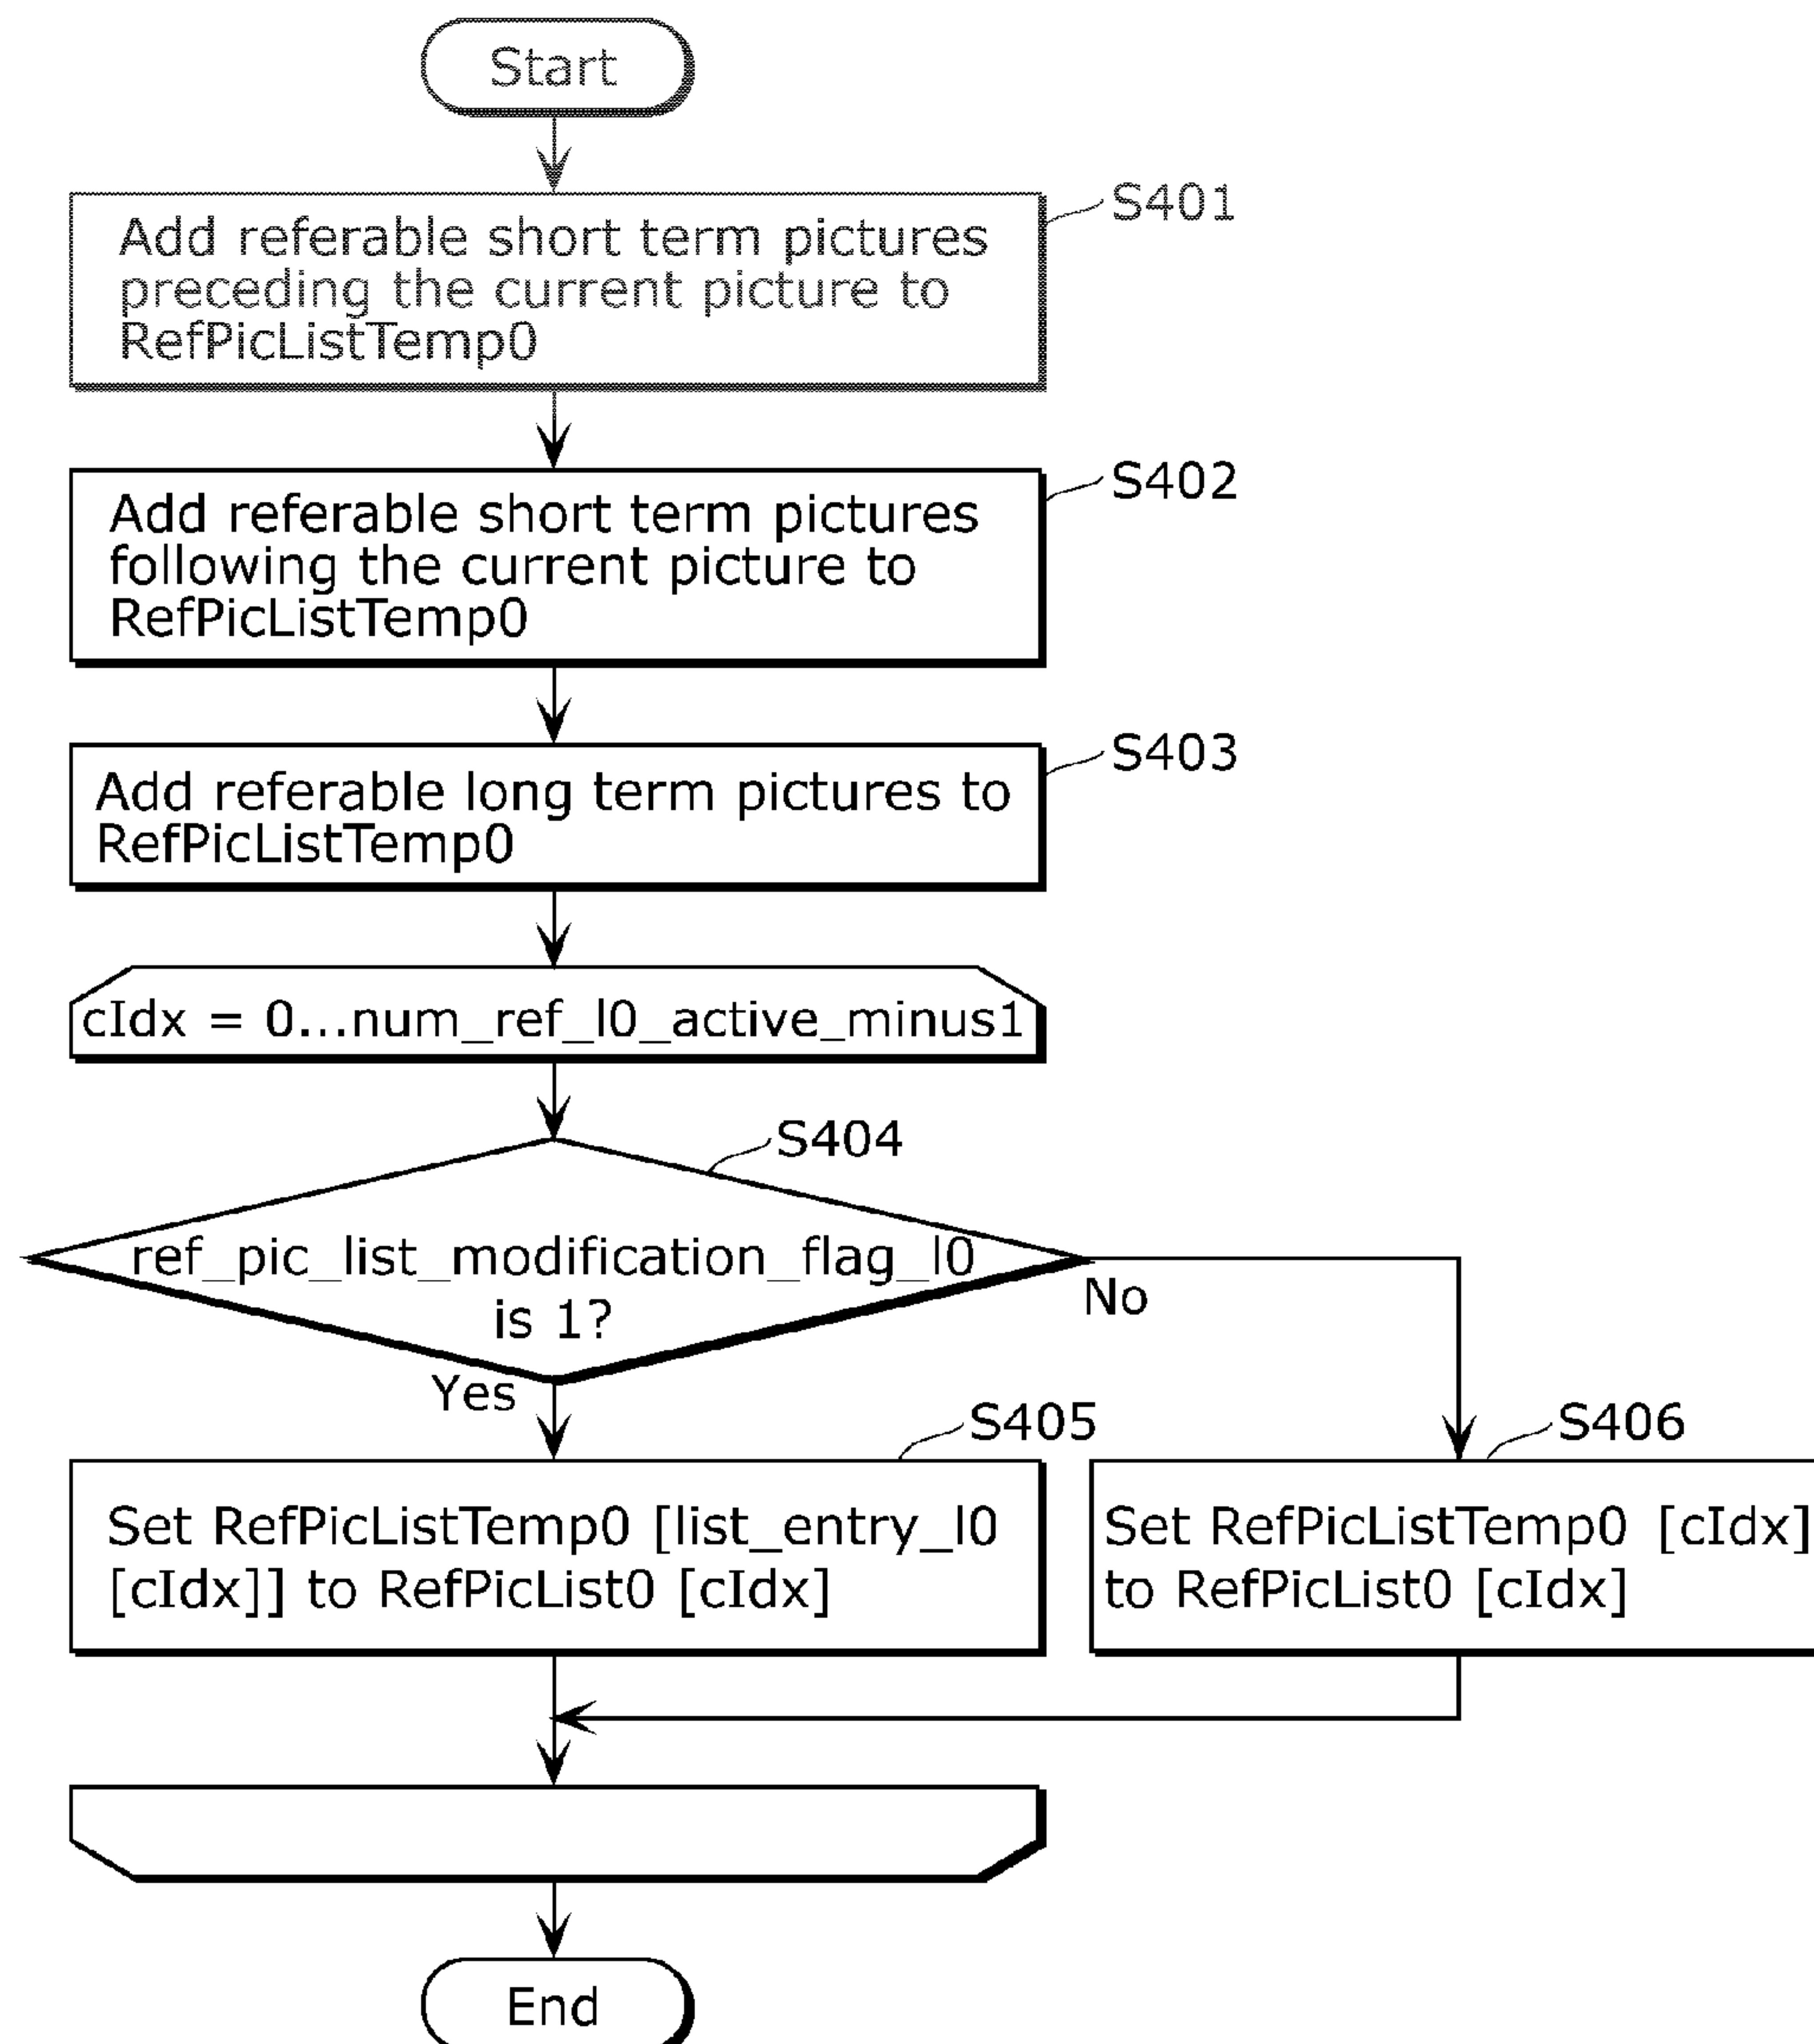 Start
S401
Add referable short term pictures
preceding the current picture to
RefPicListTemp0
S402
Add referable short term pictures
following the current picture to
RefPicListTemp0
S403
Add referable long term pictures to
RefPicListTemp0
cIdx = 0...num_ref_l0_active_minus1
S404
ref_pic_list_modification_flag_l0
is 1?
No
Yes
S405
Set RefPicListTemp0 [list_entry_l0
[cIdx]] to RefPicList0 [cIdx]
S406
Set RefPicListTemp0 [cIdx]
to RefPicList0 [cIdx]
End